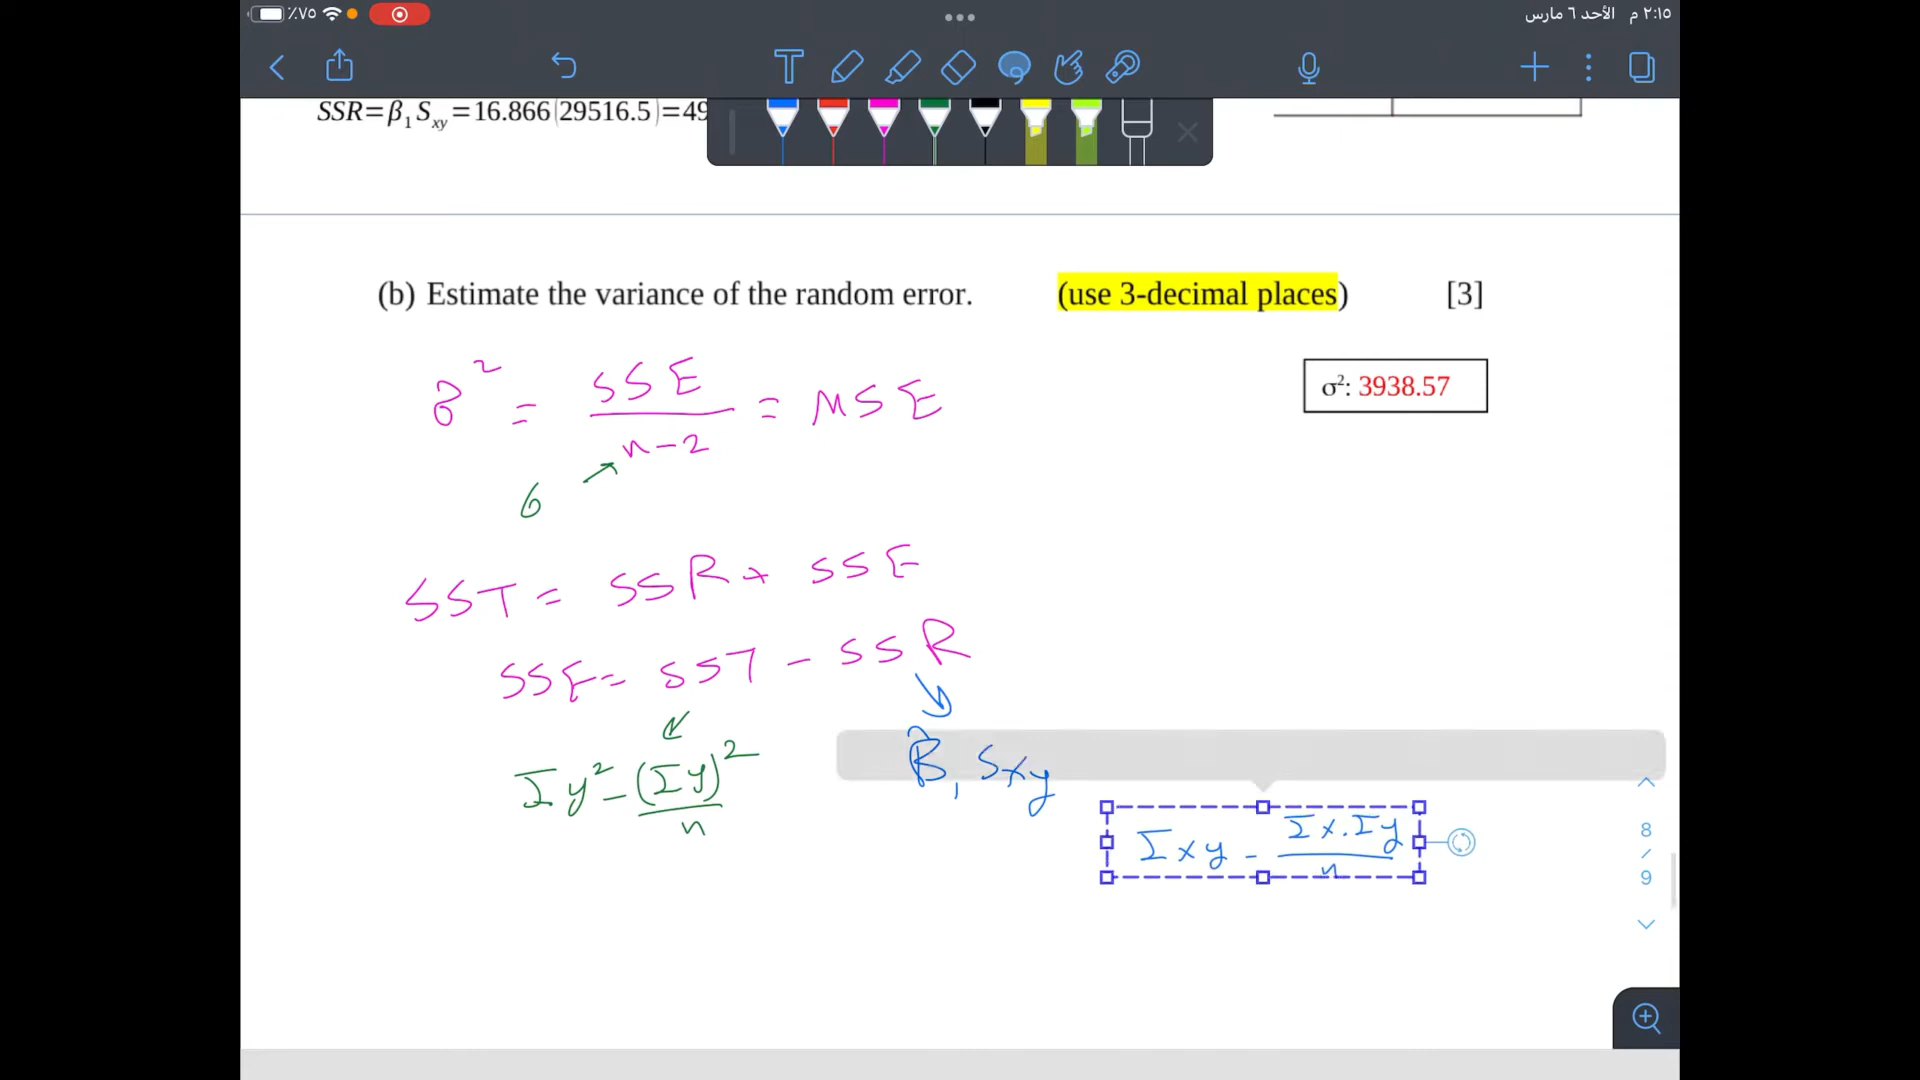 ٪٧٥
٢:١٥ م الأحد ٦ مارس
SSR=β₁Sxy=16.866(29516.5)=49
(b) Estimate the variance of the random error. (use 3-decimal places) [3]
σ̂² = SSE / n-2 = MSE
σ²: 3938.57
6
SST = SSR + SSE
SSE = SST - SSR
Σy² - (Σy)² / n
β̂₁ Sxy
Σxy - Σx.Σy / n
8
/
9